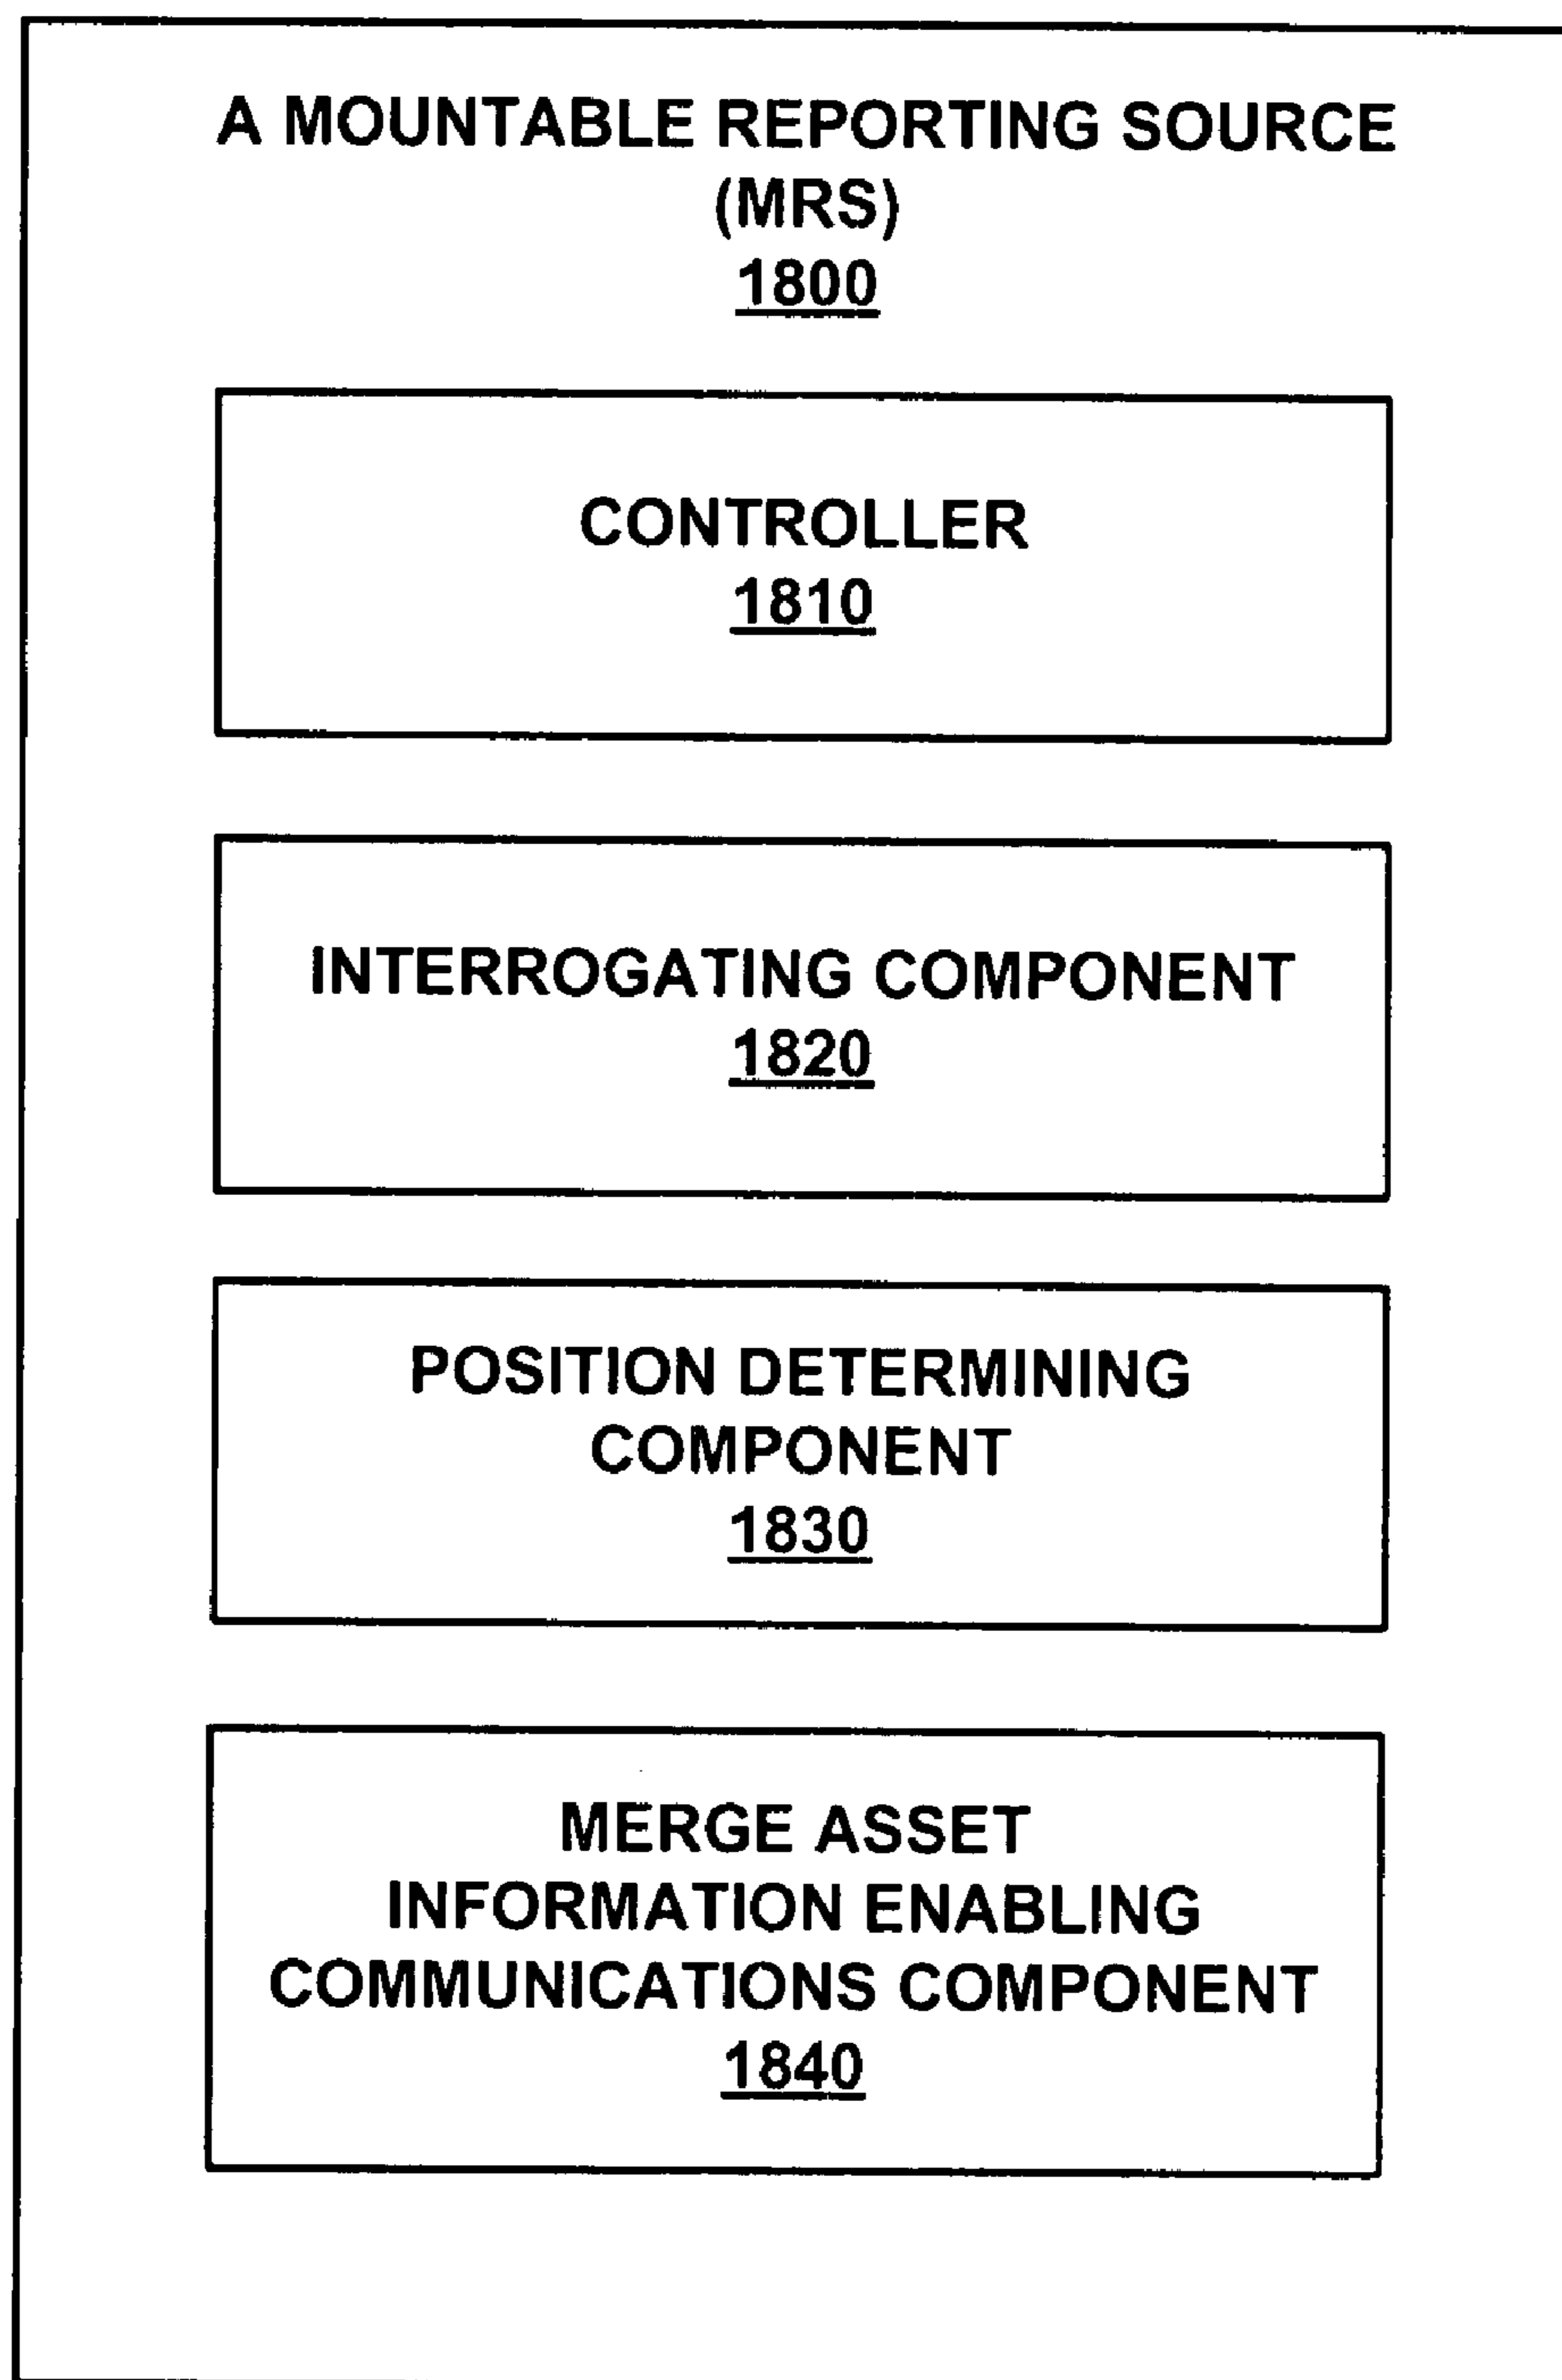 A MOUNTABLE REPORTING SOURCE
(MRS)
1800
CONTROLLER
1810
INTERROGATING COMPONENT
1820
POSITION DETERMINING
COMPONENT
1830
MERGE ASSET
INFORMATION ENABLING
COMMUNICATIONS COMPONENT
1840